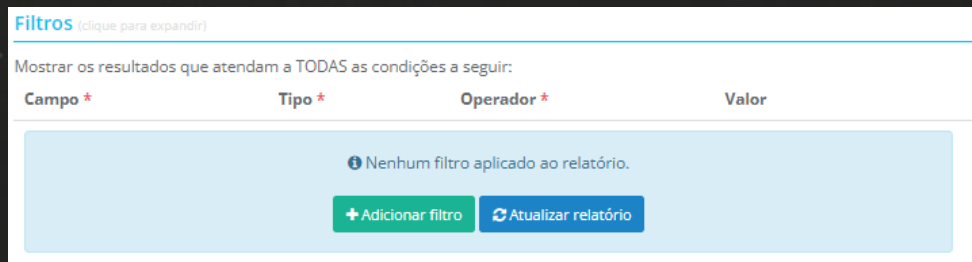 Filtros (clique para expandir)
Mostrar os resultados que atendam a TODAS as condições a seguir:
Campo * Tipo * Operador * Valor
Nenhum filtro aplicado ao relatório.
Adicionar filtro Atualizar relatório